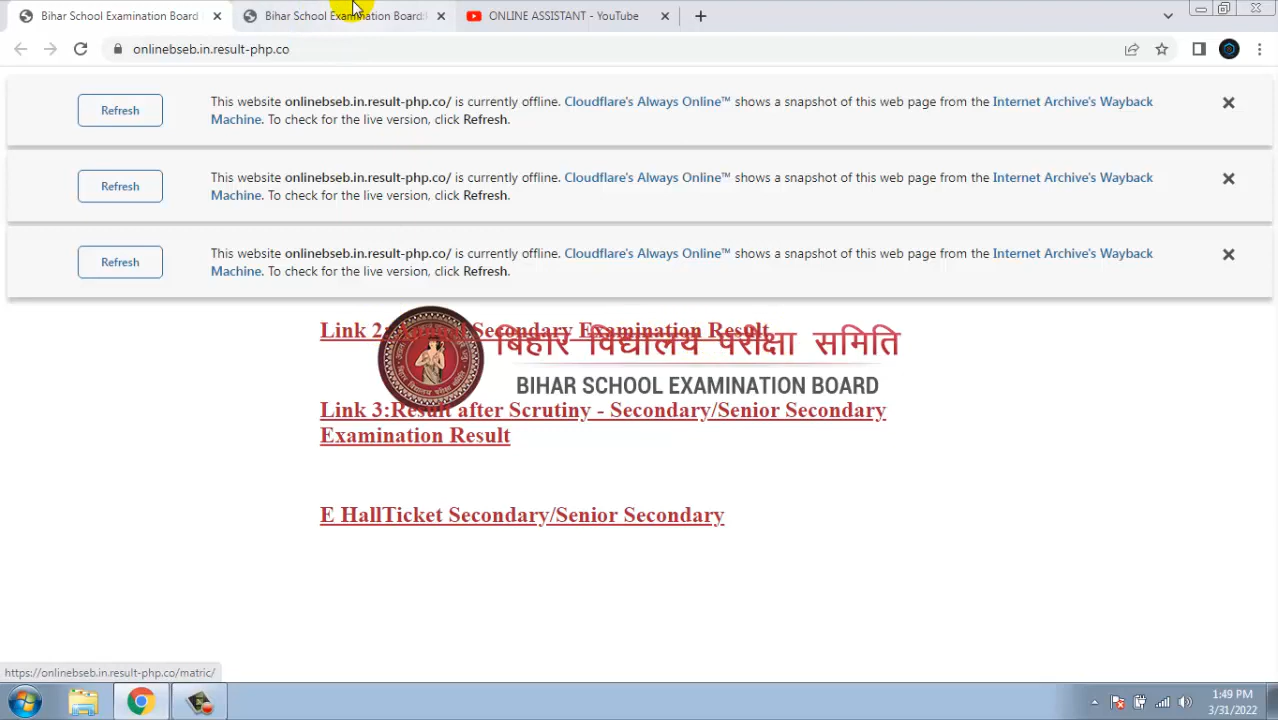 Bihar School Examination Board
Bihar School Examination Board:
ONLINE ASSISTANT - YouTube
onlinebseb.in.result-php.co
Refresh
This website onlinebseb.in.result-php.co/ is currently offline. Cloudflare's Always Online™ shows a snapshot of this web page from the Internet Archive's Wayback
Machine. To check for the live version, click Refresh.
Refresh
This website onlinebseb.in.result-php.co/ is currently offline. Cloudflare's Always Online™ shows a snapshot of this web page from the Internet Archive's Wayback
Machine. To check for the live version, click Refresh.
Refresh
This website onlinebseb.in.result-php.co/ is currently offline. Cloudflare's Always Online™ shows a snapshot of this web page from the Internet Archive's Wayback
Machine. To check for the live version, click Refresh.
Link 2: Annual Secondary Examination Result
बिहार विद्यालय परीक्षा समिति
BIHAR SCHOOL EXAMINATION BOARD
Link 3:Result after Scrutiny - Secondary/Senior Secondary
Examination Result
E HallTicket Secondary/Senior Secondary
https://onlinebseb.in.result-php.co/matric/
1:49 PM
3/31/2022